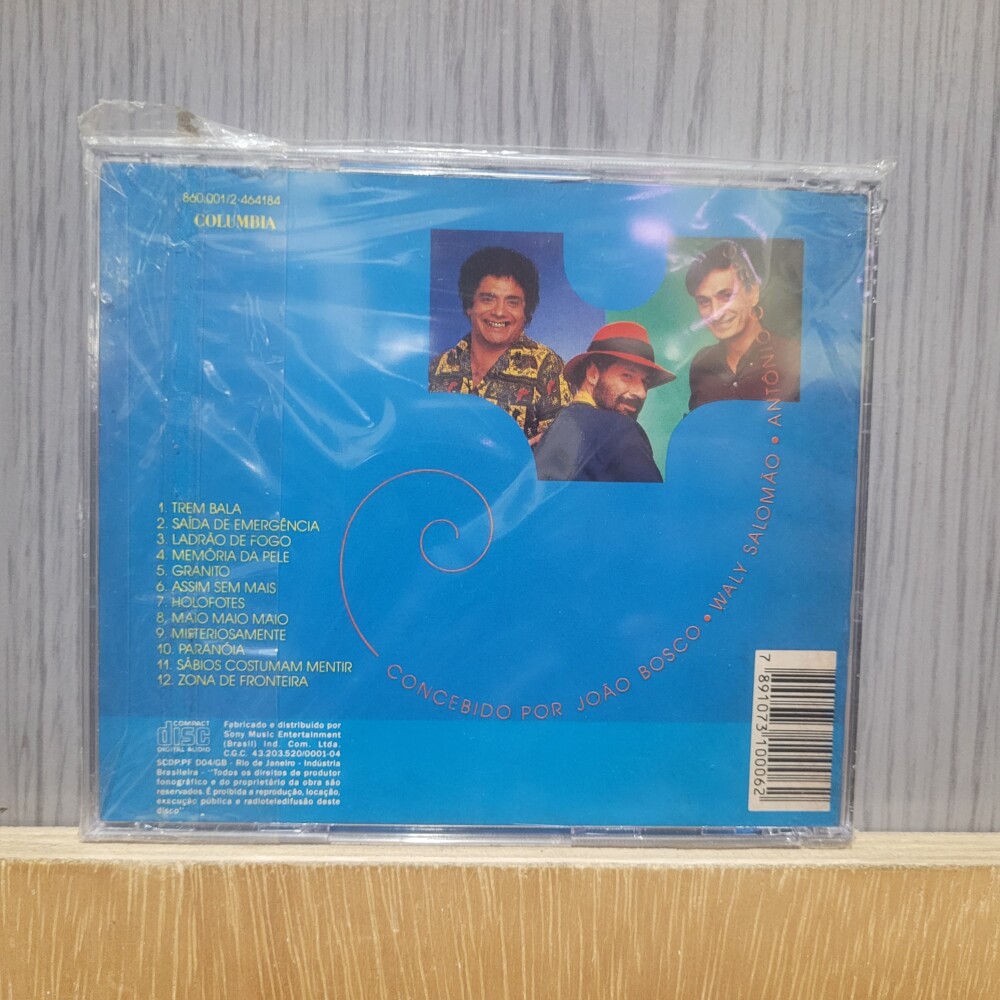 860.001/2-464184
COLUMBIA
1. TREM BALA
2. SAÍDA DE EMERGÊNCIA
3. LADRÃO DE FOGO
4. MEMÓRIA DA PELE
5. GRANITO
6. ASSIM SEM MAIS
7. HOLOFOTES
8. MAIO MAIO MAIO
9. MISTERIOSAMENTE
10. PARANÓIA
11. SÁBIOS COSTUMAM MENTIR
12. ZONA DE FRONTEIRA
CONCEBIDO POR JOÃO BOSCO • WALY SALOMÃO • ANTÔNIO
COMPACT
disc
DIGITAL AUDIO
Fabricado e distribuído por
Sony Music Entertainment
(Brasil) Ind. Com. Ltda.
C.G.C. 43.203.520/0001-04
SCDP.PF 004/GB - Rio de Janeiro - Indústria
Brasileira - "Todos os direitos de produtor
fonográfico e do proprietário da obra são
reservados. É proibida a reprodução, locação,
execução pública e radioteledifusão deste
disco"
7 891073 100062